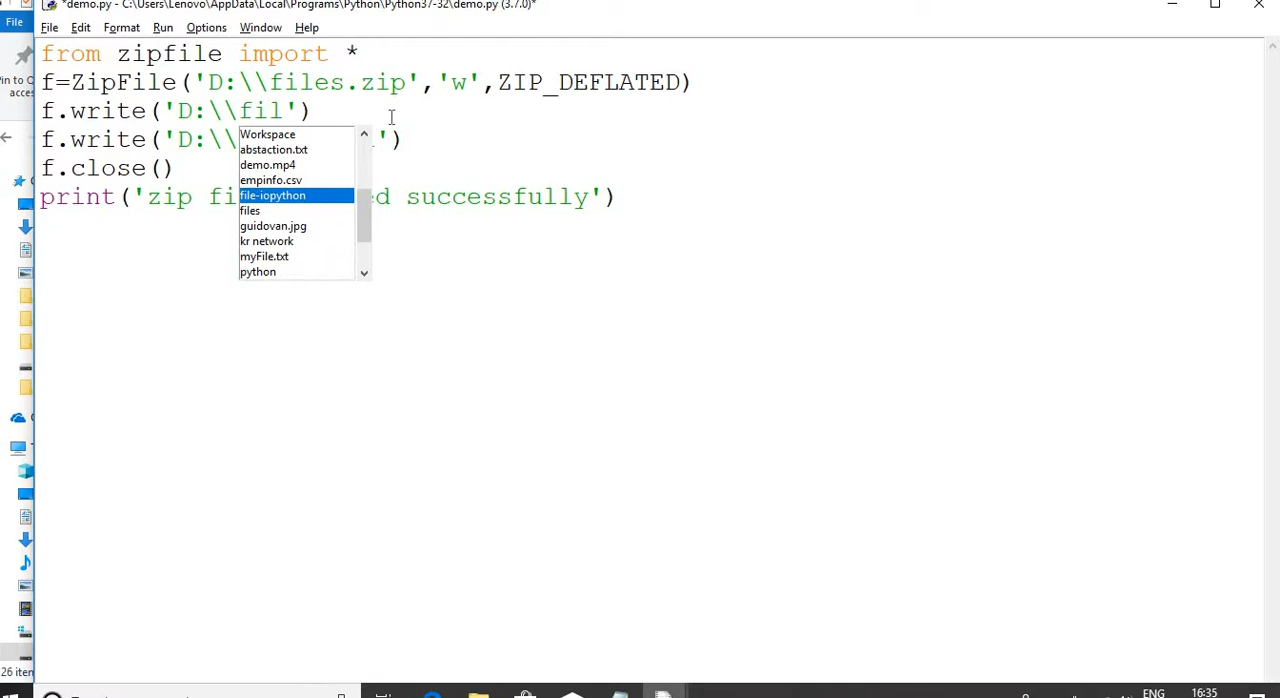 *demo.py - C:\Users\Lenovo\AppData\Local\Programs\Python\Python37-32\demo.py (3.7.0)*
File
File Edit Format Run Options Window Help
from zipfile import *
f=ZipFile('D:\\files.zip','w',ZIP_DEFLATED)
f.write('D:\\fil')
f.write('D:\\ ')
f.close()
print('zip successfully')
Workspace
abstaction.txt
demo.mp4
empinfo.csv
file-iopython
files
guidovan.jpg
kr network
myFile.txt
python
ENG
16:35